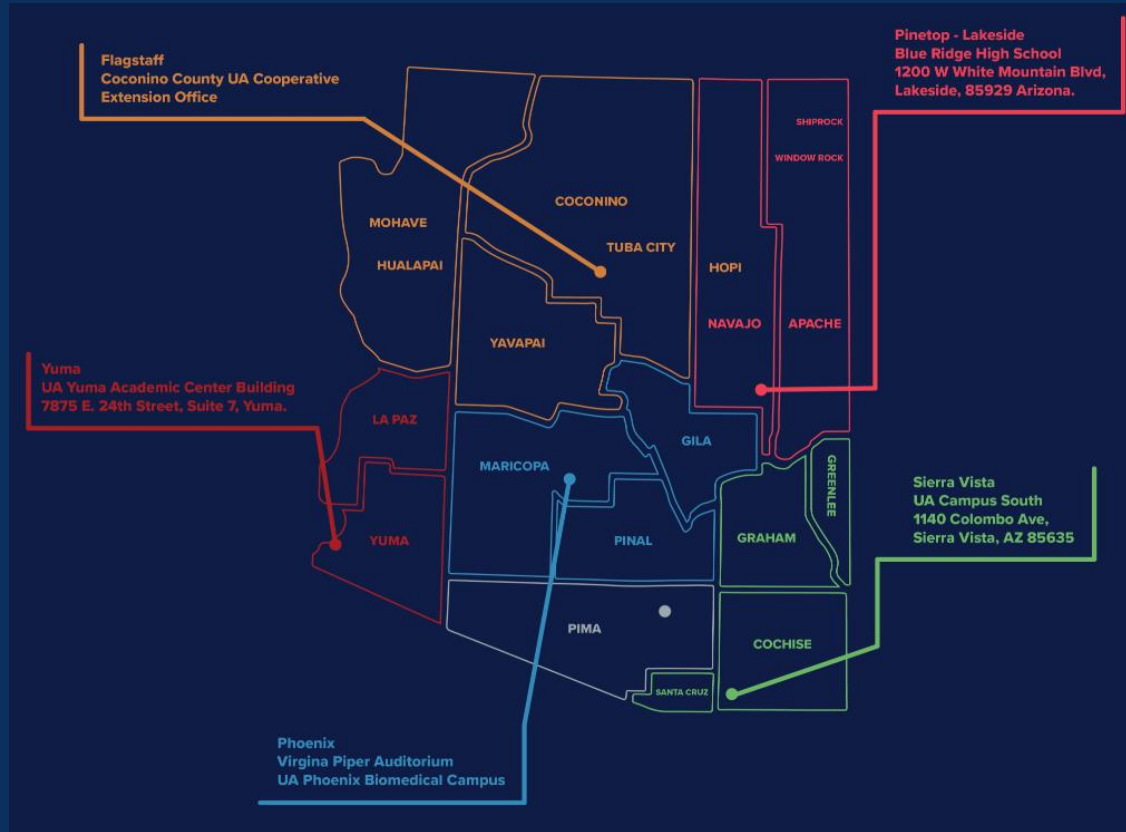 Flagstaff
Coconino County UA Cooperative
Extension Office
Pinetop - Lakeside
Blue Ridge High School
1200 W White Mountain Blvd,
Lakeside, 85929 Arizona.
SHIPROCK
WINDOW ROCK
COCONINO
MOHAVE
TUBA CITY
HUALAPAI
HOPI
NAVAJO
APACHE
YAVAPAI
Yuma
UA Yuma Academic Center Building
7875 E. 24th Street, Suite 7, Yuma.
LA PAZ
GILA
MARICOPA
GREENLEE
Sierra Vista
UA Campus South
1140 Colombo Ave,
Sierra Vista, AZ 85635
YUMA
PINAL
GRAHAM
PIMA
COCHISE
SANTA CRUZ
Phoenix
Virgina Piper Auditorium
UA Phoenix Biomedical Campus